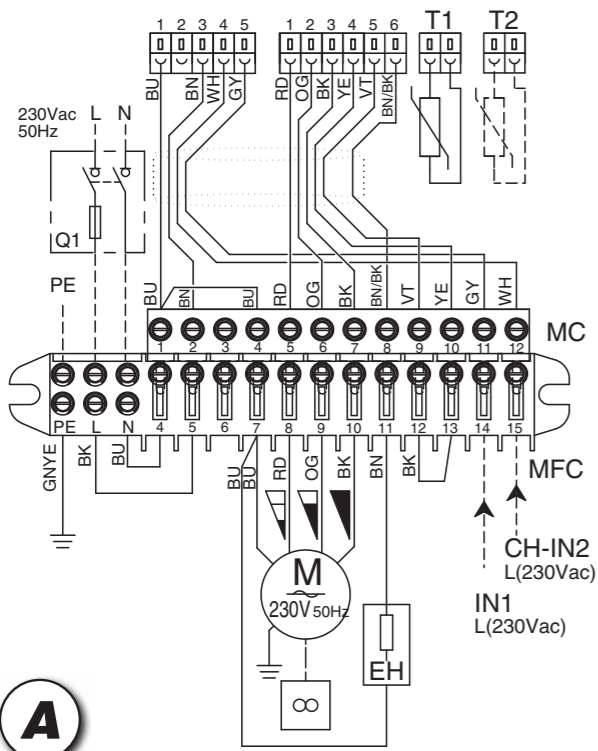 1 2 3 4 5
1 2 3 4 5 6
T1 T2
BU BN WH GY
RD OG BK YE VT BN/BK
230Vac L N
50Hz
Q1
PE
BU BN BU RD OG BK BN/BK VT YE GY WH
MC
1 2 3 4 5 6 7 8 9 10 11 12
PE L N 4 5 6 7 8 9 10 11 12 13 14 15
MFC
GNYE BK BU BU BU RD OG BK BN BK
CH-IN2
L(230Vac)
IN1
L(230Vac)
M
230V 50Hz
EH
8
A